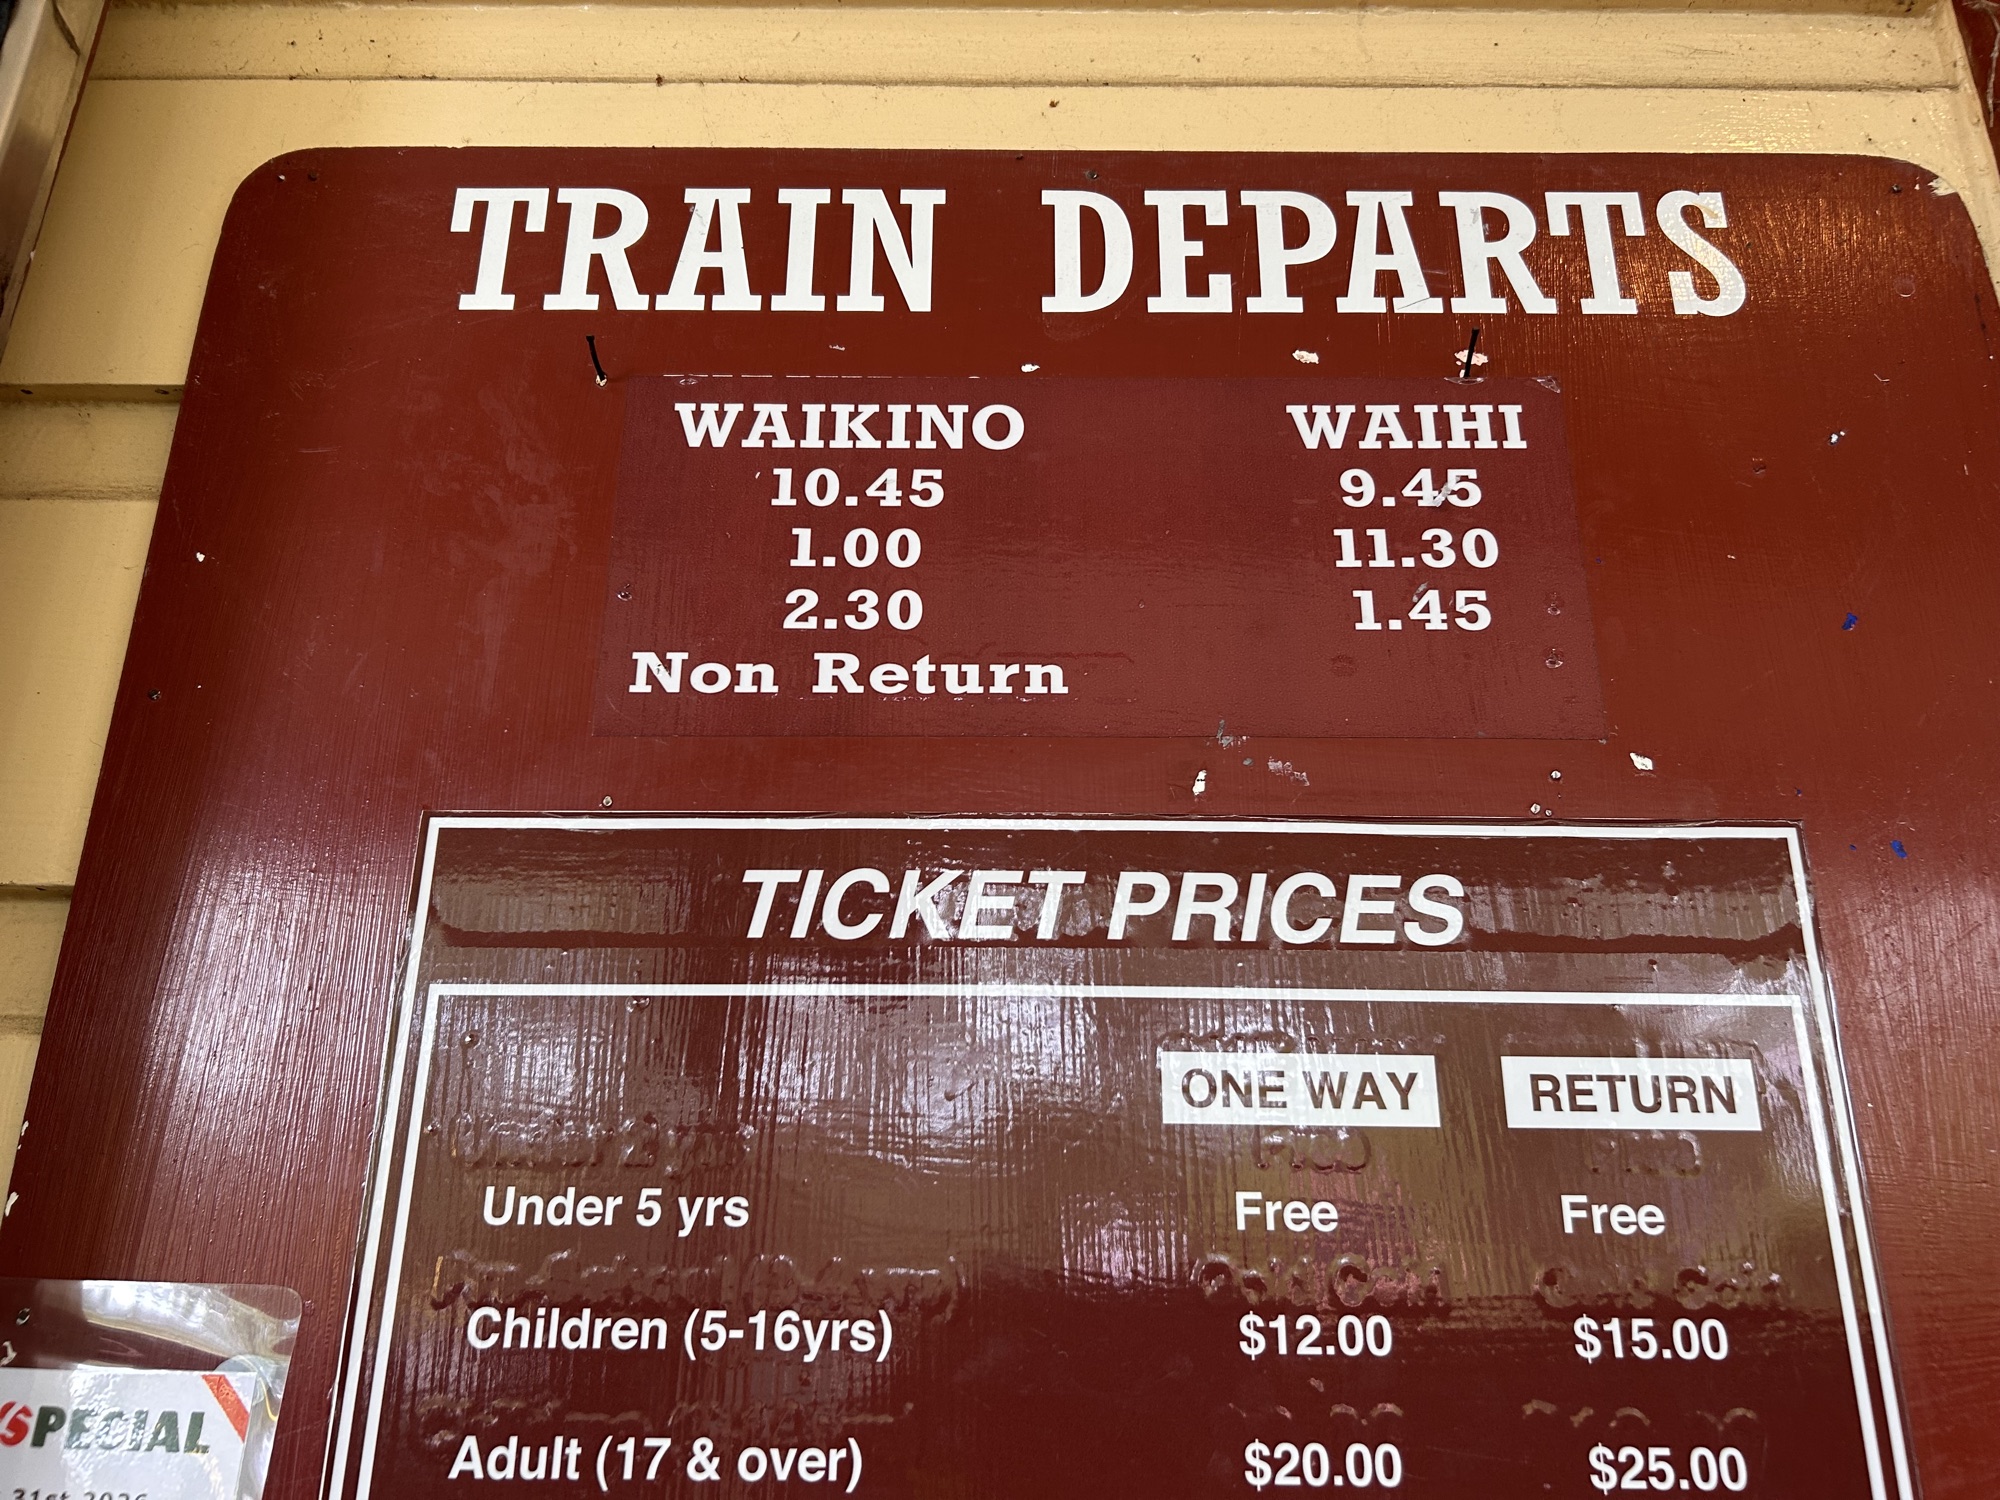 TRAIN DEPARTS
WAIKINO WAIHI
10.45 9.45
1.00 11.30
2.30 1.45
Non Return
TICKET PRICES
ONE WAY RETURN
Under 5 yrs Free Free
Children (5-16yrs) $12.00 $15.00
Adult (17 & over) $20.00 $25.00
SPECIAL
31st 2026